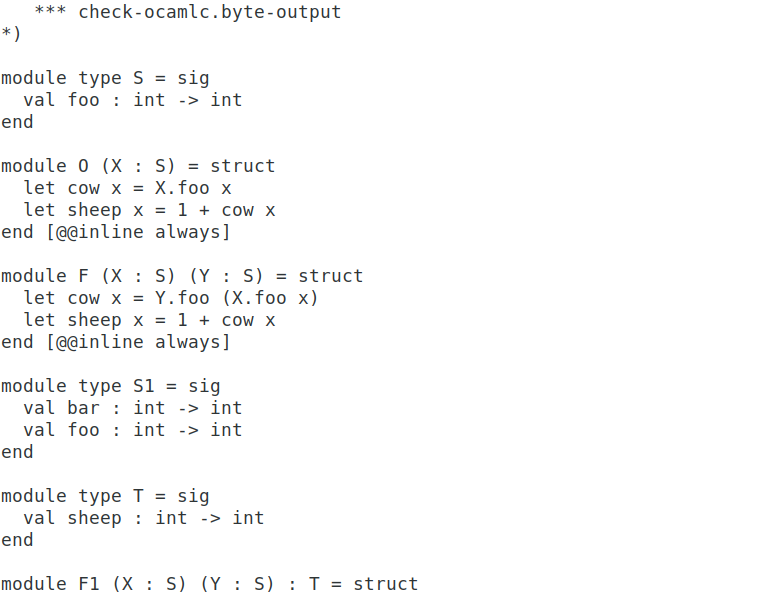 *** check-ocamlc.byte-output
*)

module type S = sig
  val foo : int -> int
end

module O (X : S) = struct
  let cow x = X.foo x
  let sheep x = 1 + cow x
end [@@inline always]

module F (X : S) (Y : S) = struct
  let cow x = Y.foo (X.foo x)
  let sheep x = 1 + cow x
end [@@inline always]

module type S1 = sig
  val bar : int -> int
  val foo : int -> int
end

module type T = sig
  val sheep : int -> int
end

module F1 (X : S) (Y : S) : T = struct